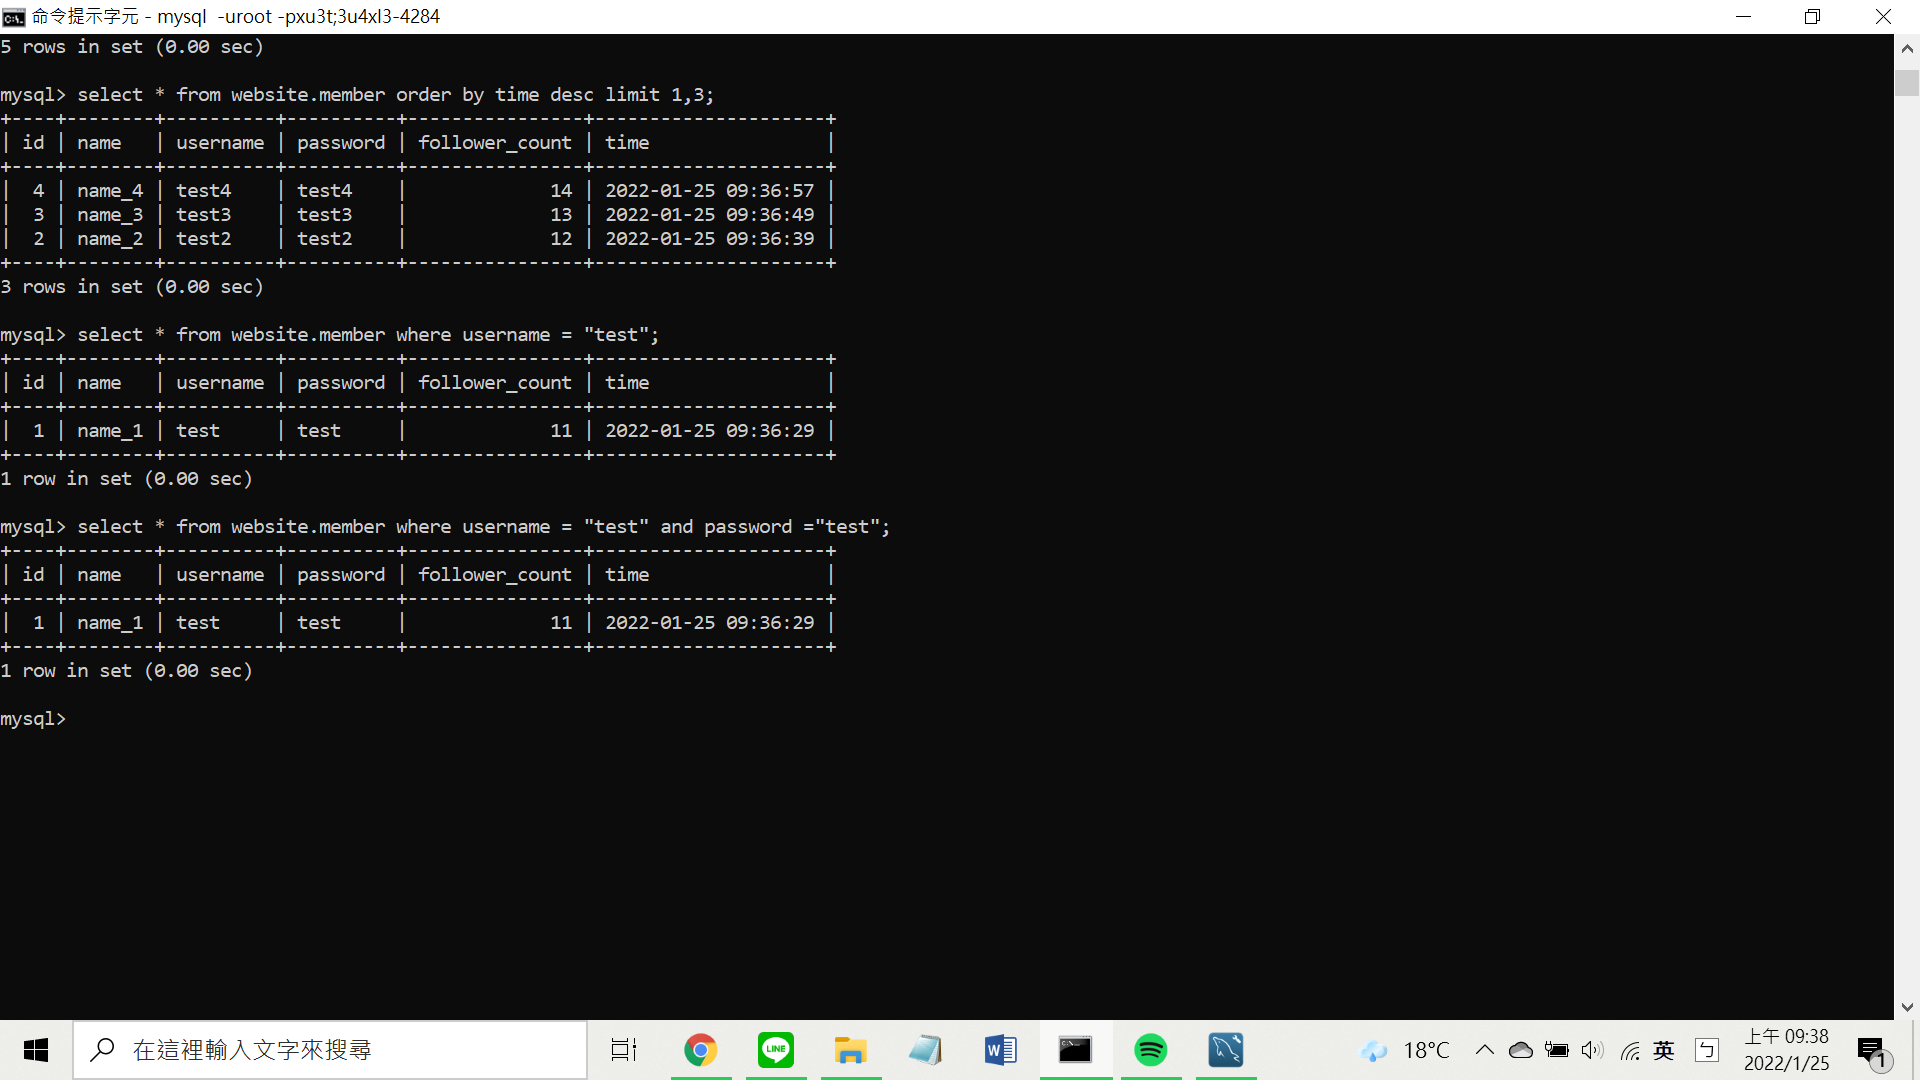 命令提示字元 - mysql  -uroot -pxu3t;3u4xl3-4284
5 rows in set (0.00 sec)
mysql> select * from website.member order by time desc limit 1,3;
+----+--------+----------+----------+----------------+---------------------+
| id | name   | username | password | follower_count | time                |
+----+--------+----------+----------+----------------+---------------------+
|  4 | name_4 | test4    | test4    |             14 | 2022-01-25 09:36:57 |
|  3 | name_3 | test3    | test3    |             13 | 2022-01-25 09:36:49 |
|  2 | name_2 | test2    | test2    |             12 | 2022-01-25 09:36:39 |
+----+--------+----------+----------+----------------+---------------------+
3 rows in set (0.00 sec)
mysql> select * from website.member where username = "test";
+----+--------+----------+----------+----------------+---------------------+
| id | name   | username | password | follower_count | time                |
+----+--------+----------+----------+----------------+---------------------+
|  1 | name_1 | test     | test     |             11 | 2022-01-25 09:36:29 |
+----+--------+----------+----------+----------------+---------------------+
1 row in set (0.00 sec)
mysql> select * from website.member where username = "test" and password ="test";
+----+--------+----------+----------+----------------+---------------------+
| id | name   | username | password | follower_count | time                |
+----+--------+----------+----------+----------------+---------------------+
|  1 | name_1 | test     | test     |             11 | 2022-01-25 09:36:29 |
+----+--------+----------+----------+----------------+---------------------+
1 row in set (0.00 sec)
mysql>
在這裡輸入文字來搜尋
LINE
18°C
英
ㄅ
上午 09:38
2022/1/25
1